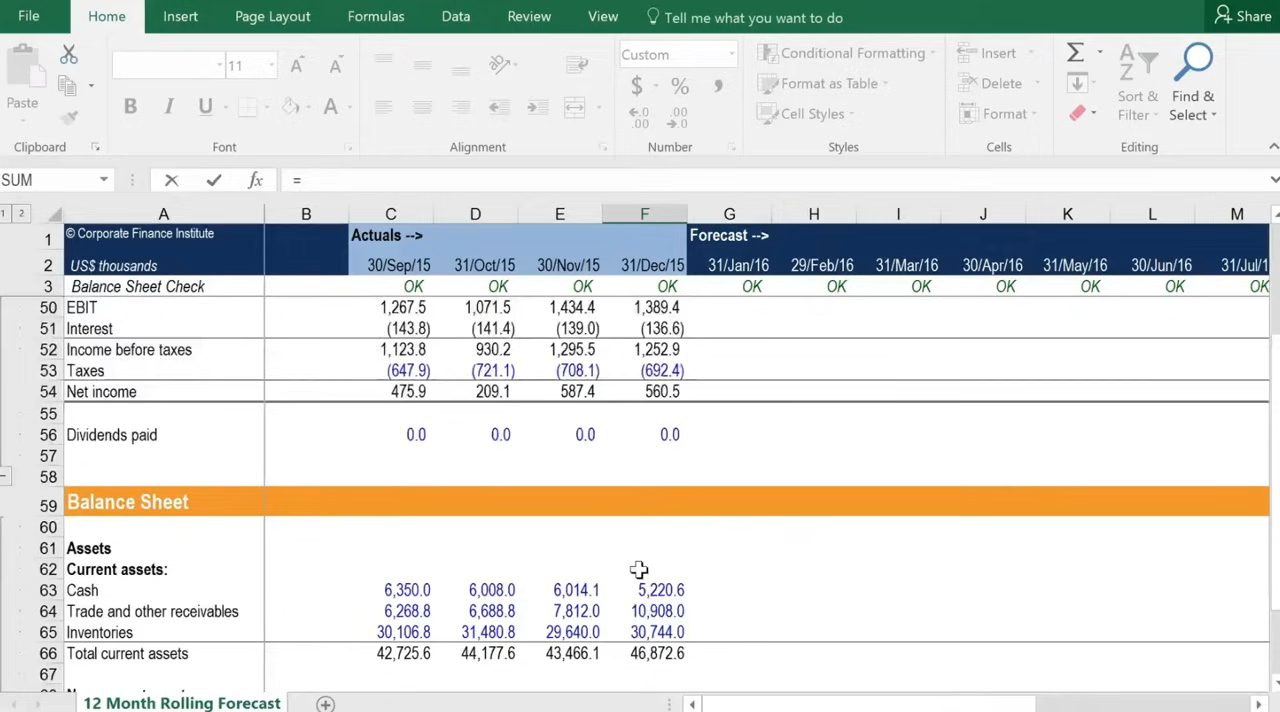 File Home Insert Page Layout Formulas Data Review View Tell me what you want to do Share
11 Custom Conditional Formatting Insert Σ A
Paste $ % , Format as Table Delete Z
B I U A ←.0 .00 Cell Styles Format Sort & Find &
.00 →.0 Filter Select
Clipboard Font Alignment Number Styles Cells Editing
SUM fx =
1 2 A B C D E F G H I J K L M
1 © Corporate Finance Institute Actuals --> Forecast -->
2 US$ thousands 30/Sep/15 31/Oct/15 30/Nov/15 31/Dec/15 31/Jan/16 29/Feb/16 31/Mar/16 30/Apr/16 31/May/16 30/Jun/16 31/Jul/1
3 Balance Sheet Check OK OK OK OK OK OK OK OK OK OK OK
50 EBIT 1,267.5 1,071.5 1,434.4 1,389.4
51 Interest (143.8) (141.4) (139.0) (136.6)
52 Income before taxes 1,123.8 930.2 1,295.5 1,252.9
53 Taxes (647.9) (721.1) (708.1) (692.4)
54 Net income 475.9 209.1 587.4 560.5
55
56 Dividends paid 0.0 0.0 0.0 0.0
57
58
59 Balance Sheet
60
61 Assets
62 Current assets:
63 Cash 6,350.0 6,008.0 6,014.1 5,220.6
64 Trade and other receivables 6,268.8 6,688.8 7,812.0 10,908.0
65 Inventories 30,106.8 31,480.8 29,640.0 30,744.0
66 Total current assets 42,725.6 44,177.6 43,466.1 46,872.6
67
12 Month Rolling Forecast